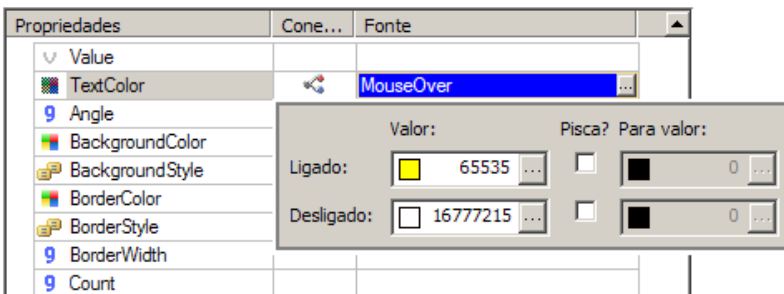 Propriedades Cone... Fonte
Value
TextColor MouseOver ...
Angle
BackgroundColor
BackgroundStyle
BorderColor
BorderStyle
BorderWidth
Count
Valor: Pisca? Para valor:
Ligado: 65535 ... 0 ...
Desligado: 16777215 ... 0 ...